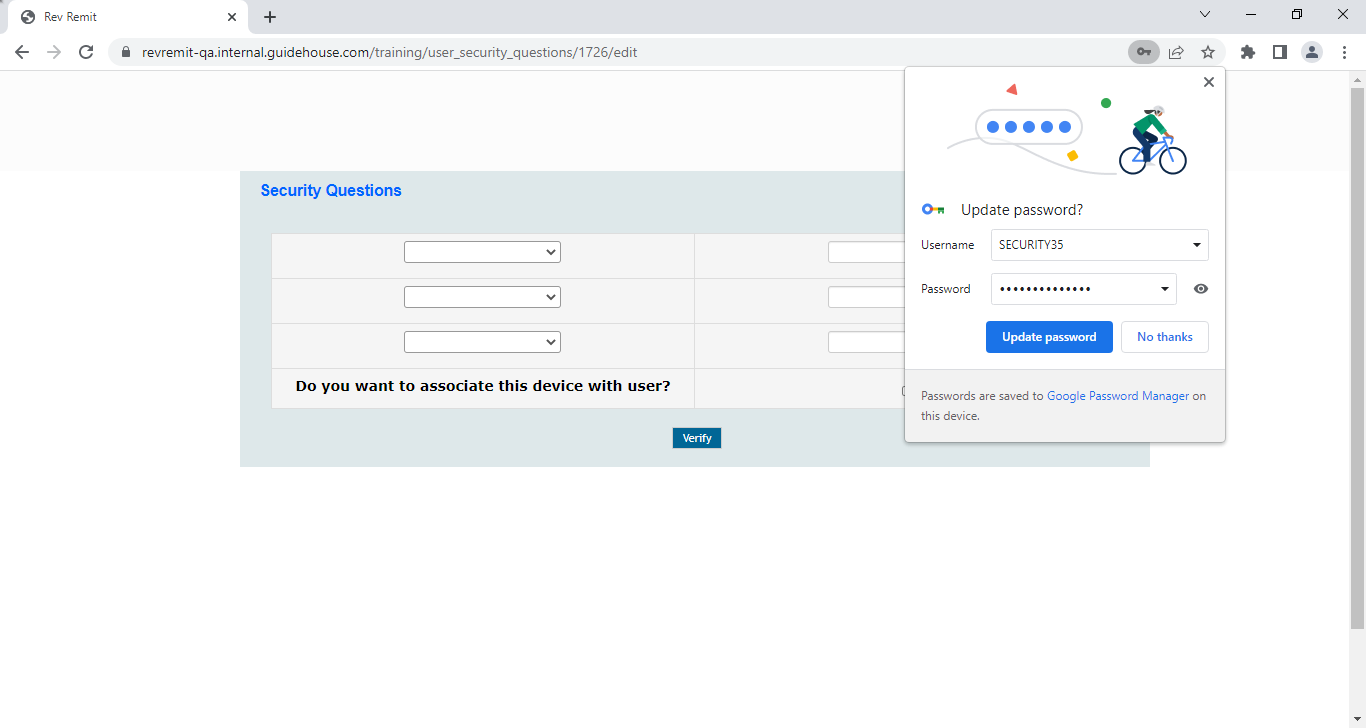 Rev Remit
revremit-qa.internal.guidehouse.com/training/user_security_questions/1726/edit
Security Questions
Do you want to associate this device with user?
Verify
Update password?
Username SECURITY35
Password ••••••••••••••
Update password No thanks
Passwords are saved to Google Password Manager on
this device.